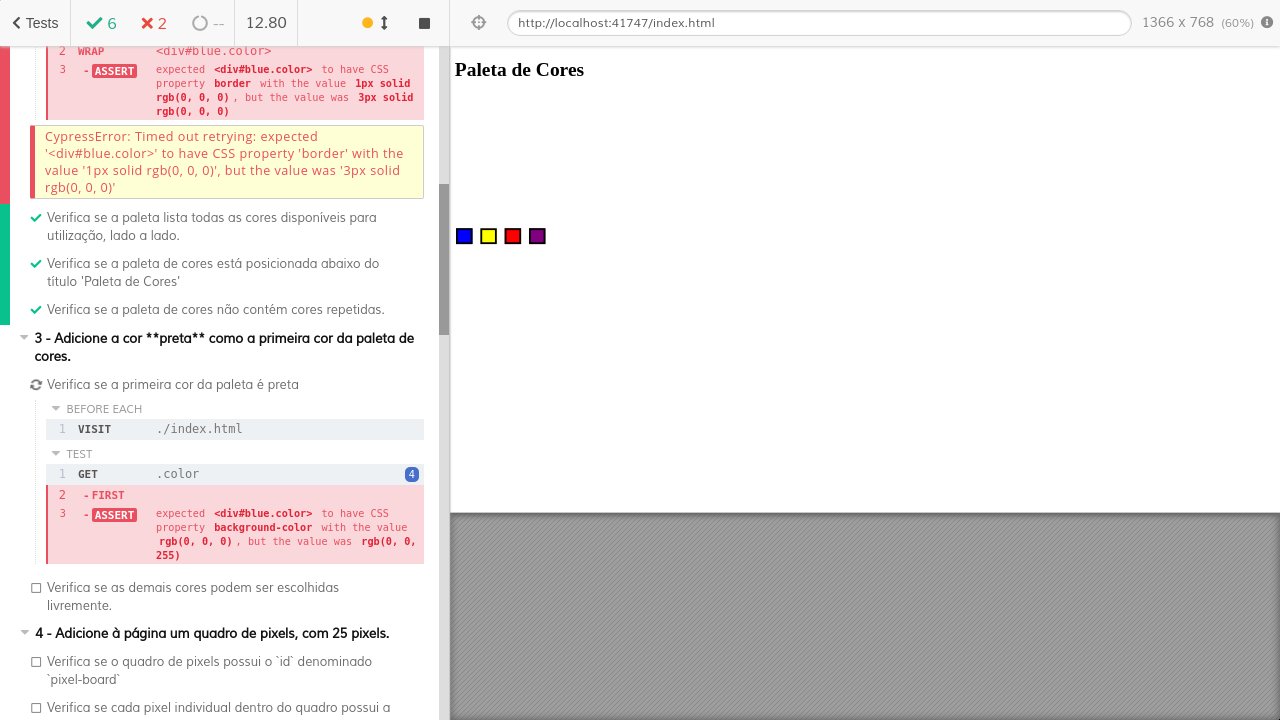 Tests 6 2 -- 12.80 http://localhost:41747/index.html 1366 x 768 (60%)
2 WRAP <div#blue.color>
3 - ASSERT expected <div#blue.color> to have CSS
property border with the value 1px solid
rgb(0, 0, 0) , but the value was 3px solid
rgb(0, 0, 0)
CypressError: Timed out retrying: expected
'<div#blue.color>' to have CSS property 'border' with the
value '1px solid rgb(0, 0, 0)', but the value was '3px solid
rgb(0, 0, 0)'
Verifica se a paleta lista todas as cores disponíveis para
utilização, lado a lado.
Verifica se a paleta de cores está posicionada abaixo do
título 'Paleta de Cores'
Verifica se a paleta de cores não contém cores repetidas.
3 - Adicione a cor **preta** como a primeira cor da paleta de
cores.
Verifica se a primeira cor da paleta é preta
BEFORE EACH
1 VISIT ./index.html
TEST
1 GET .color 4
2 - FIRST
3 - ASSERT expected <div#blue.color> to have CSS
property background-color with the value
rgb(0, 0, 0) , but the value was rgb(0, 0,
255)
Verifica se as demais cores podem ser escolhidas
livremente.
4 - Adicione à página um quadro de pixels, com 25 pixels.
Verifica se o quadro de pixels possui o `id` denominado
`pixel-board`
Verifica se cada pixel individual dentro do quadro possui a
Paleta de Cores